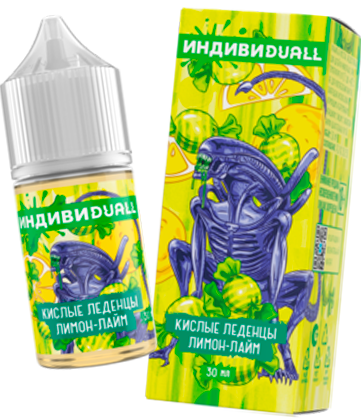 ИНДИВИDUALL
КИСЛЫЕ ЛЕДЕНЦЫ
ЛИМОН-ЛАЙМ
ИНДИВИDUALL
КИСЛЫЕ ЛЕДЕНЦЫ
ЛИМОН-ЛАЙМ
30 мл